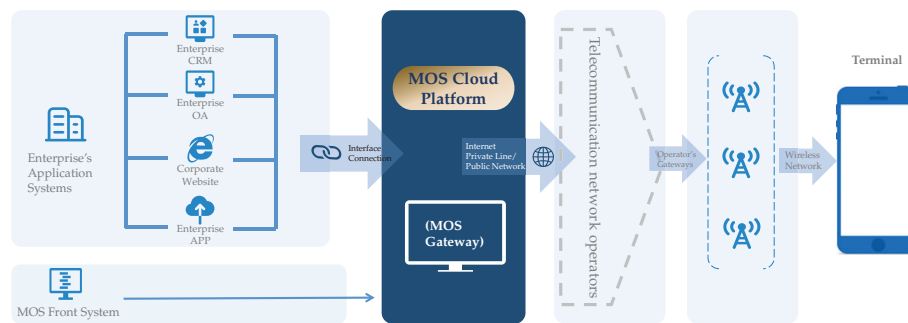 Enterprise
CRM
Enterprise
OA
Enterprise's
Application
Systems
Corporate
Website
Enterprise
APP
MOS Front System
Interface
Connection
MOS Cloud
Platform
Internet
Private Line/
Public Network
(MOS
Gateway)
Telecommunication network operators
Operator's
Gateways
Wireless
Network
Terminal